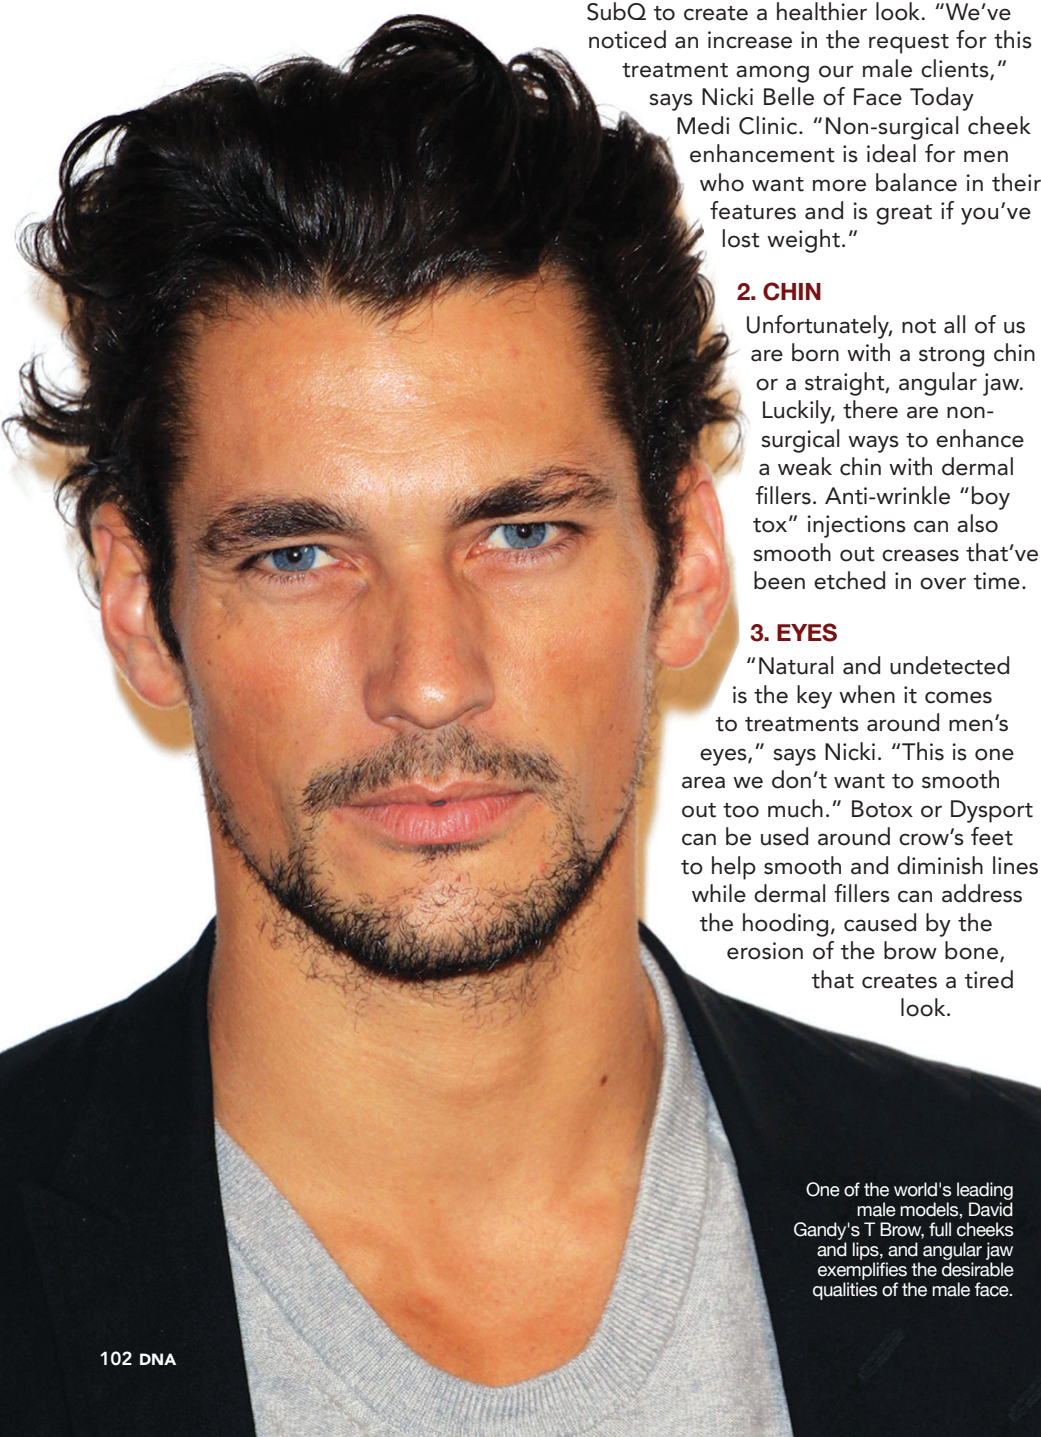 SubQ to create a healthier look. “We’ve
noticed an increase in the request for this
treatment among our male clients,”
says Nicki Belle of Face Today
Medi Clinic. “Non-surgical cheek
enhancement is ideal for men
who want more balance in their
features and is great if you’ve
lost weight.”
2. CHIN
Unfortunately, not all of us
are born with a strong chin
or a straight, angular jaw.
Luckily, there are non-
surgical ways to enhance
a weak chin with dermal
fillers. Anti-wrinkle “boy
tox” injections can also
smooth out creases that’ve
been etched in over time.
3. EYES
“Natural and undetected
is the key when it comes
to treatments around men’s
eyes,” says Nicki. “This is one
area we don’t want to smooth
out too much.” Botox or Dysport
can be used around crow’s feet
to help smooth and diminish lines
while dermal fillers can address
the hooding, caused by the
erosion of the brow bone,
that creates a tired
look.
One of the world's leading
male models, David
Gandy's T Brow, full cheeks
and lips, and angular jaw
exemplifies the desirable
qualities of the male face.
102 DNA